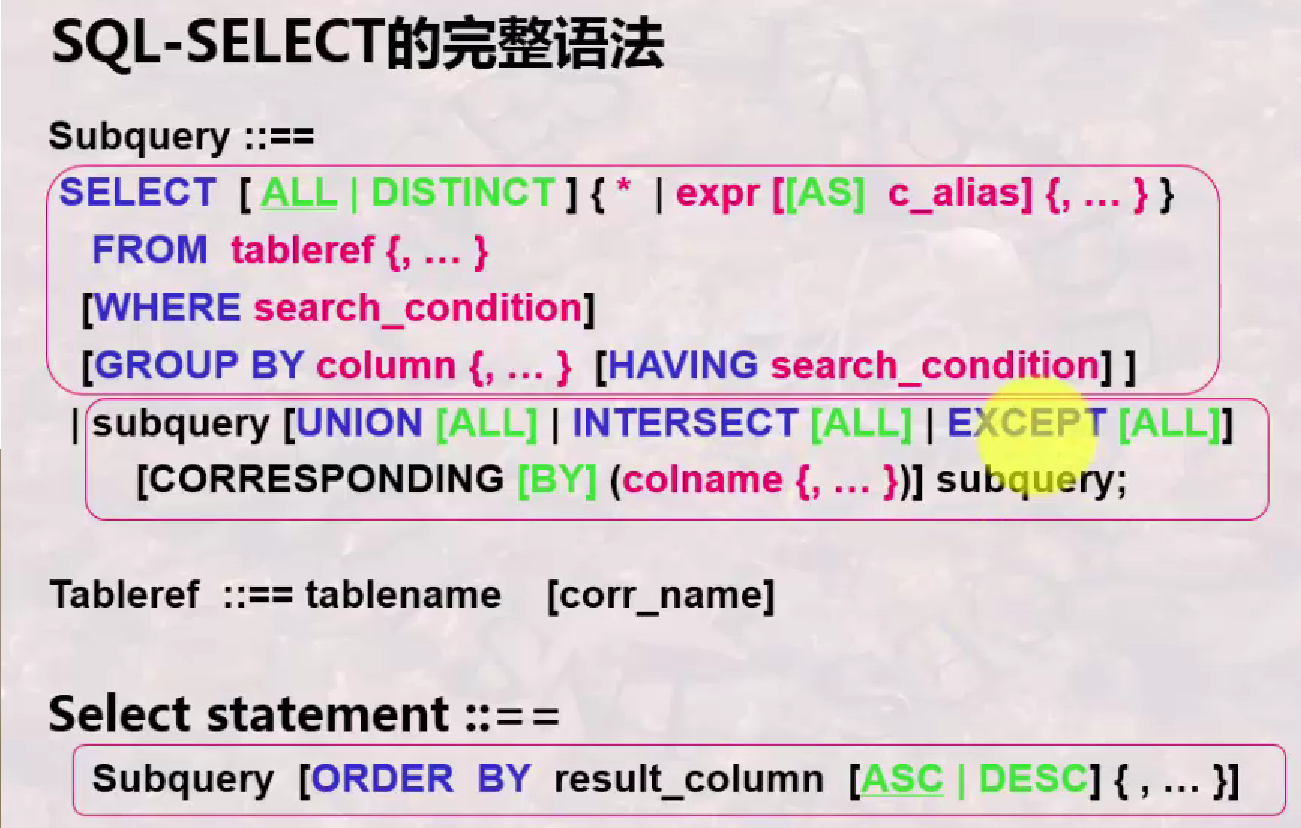 SQL-SELECT的完整语法
Subquery ::==
SELECT [ ALL | DISTINCT ] { * | expr [[AS] c_alias] {, … } }
FROM tableref {, … }
[WHERE search_condition]
[GROUP BY column {, … } [HAVING search_condition] ]
| subquery [UNION [ALL] | INTERSECT [ALL] | EXCEPT [ALL]]
[CORRESPONDING [BY] (colname {, … })] subquery;
Tableref ::== tablename [corr_name]
Select statement ::==
Subquery [ORDER BY result_column [ASC | DESC] { , … }]